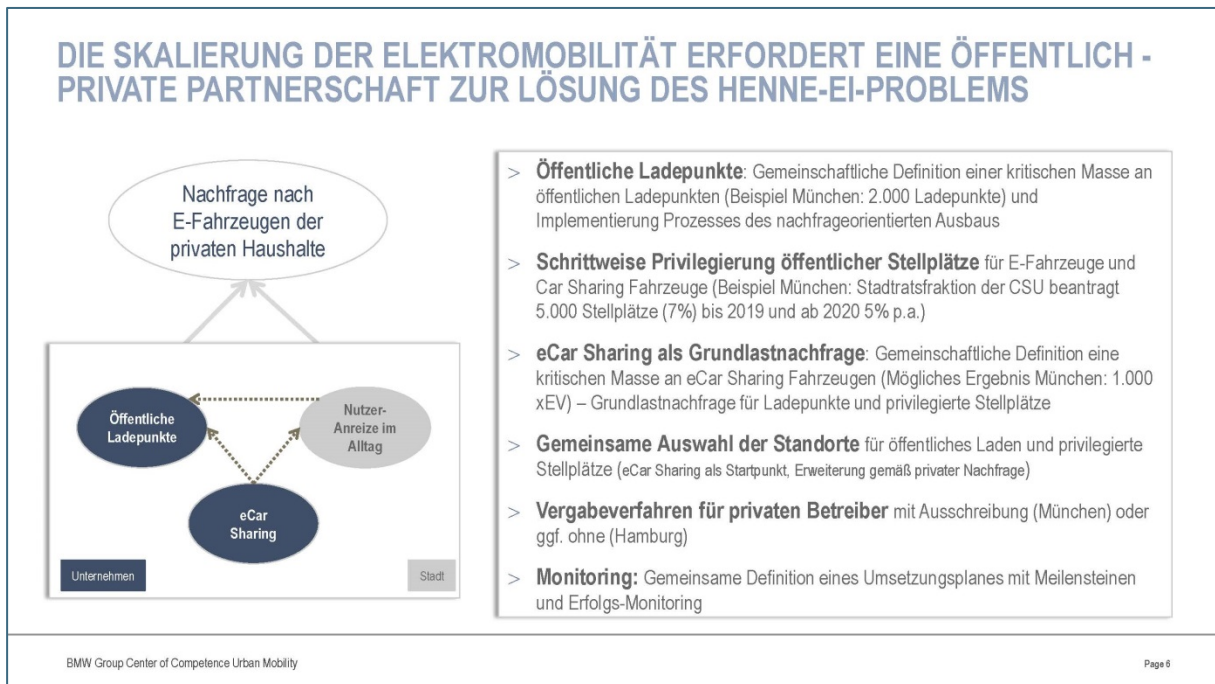 DIE SKALIERUNG DER ELEKTROMOBILITÄT ERFORDERT EINE ÖFFENTLICH -
PRIVATE PARTNERSCHAFT ZUR LÖSUNG DES HENNE-EI-PROBLEMS
Nachfrage nach
E-Fahrzeugen der
privaten Haushalte
Öffentliche
Ladepunkte
Nutzer-
Anreize im
Alltag
eCar
Sharing
Unternehmen
Stadt
> Öffentliche Ladepunkte: Gemeinschaftliche Definition einer kritischen Masse an
öffentlichen Ladepunkten (Beispiel München: 2.000 Ladepunkte) und
Implementierung Prozesses des nachfrageorientierten Ausbaus
> Schrittweise Privilegierung öffentlicher Stellplätze für E-Fahrzeuge und
Car Sharing Fahrzeuge (Beispiel München: Stadtratsfraktion der CSU beantragt
5.000 Stellplätze (7%) bis 2019 und ab 2020 5% p.a.)
> eCar Sharing als Grundlastnachfrage: Gemeinschaftliche Definition eine
kritischen Masse an eCar Sharing Fahrzeugen (Mögliches Ergebnis München: 1.000
xEV) – Grundlastnachfrage für Ladepunkte und privilegierte Stellplätze
> Gemeinsame Auswahl der Standorte für öffentliches Laden und privilegierte
Stellplätze (eCar Sharing als Startpunkt, Erweiterung gemäß privater Nachfrage)
> Vergabeverfahren für privaten Betreiber mit Ausschreibung (München) oder
ggf. ohne (Hamburg)
> Monitoring: Gemeinsame Definition eines Umsetzungsplanes mit Meilensteinen
und Erfolgs-Monitoring
BMW Group Center of Competence Urban Mobility
Page 6